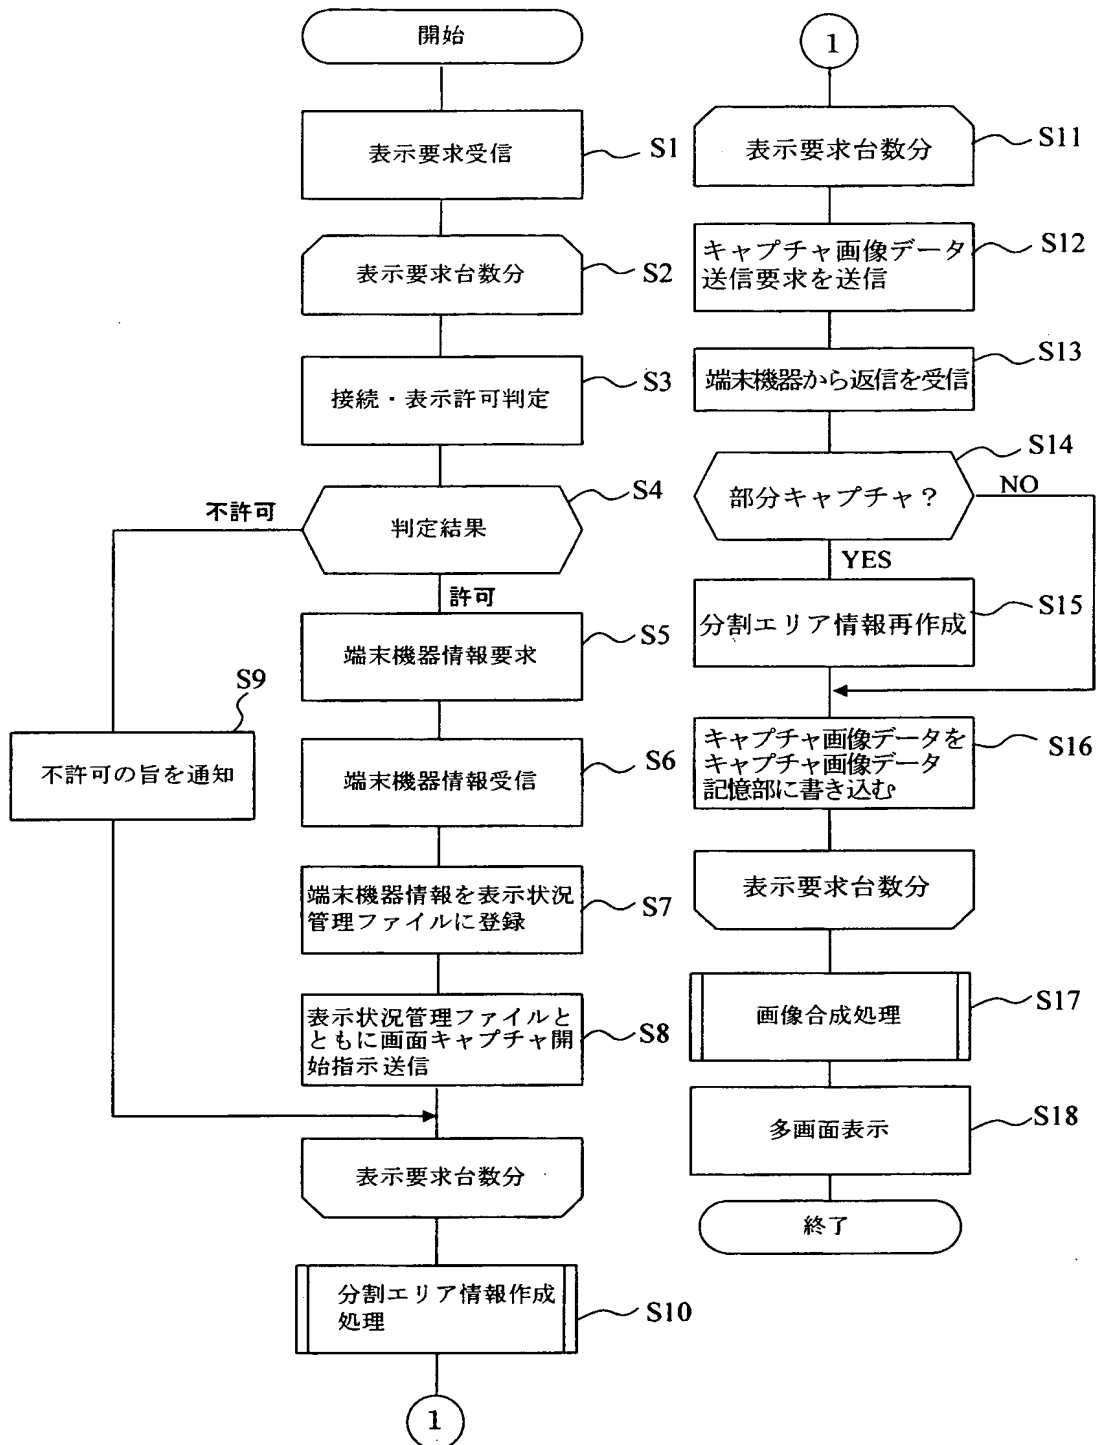 開始
表示要求受信
S1
表示要求台数分
S2
接続・表示許可判定
S3
判定結果
S4
不許可
許可
端末機器情報要求
S5
S9
不許可の旨を通知
端末機器情報受信
S6
端末機器情報を表示状況
管理ファイルに登録
S7
表示状況管理ファイルと
ともに画面キャプチャ開
始指示送信
S8
表示要求台数分
分割エリア情報作成
処理
S10
1
1
表示要求台数分
S11
キャプチャ画像データ
送信要求を送信
S12
端末機器から返信を受信
S13
部分キャプチャ？
S14
NO
YES
分割エリア情報再作成
S15
キャプチャ画像データを
キャプチャ画像データ
記憶部に書き込む
S16
表示要求台数分
画像合成処理
S17
多画面表示
S18
終了